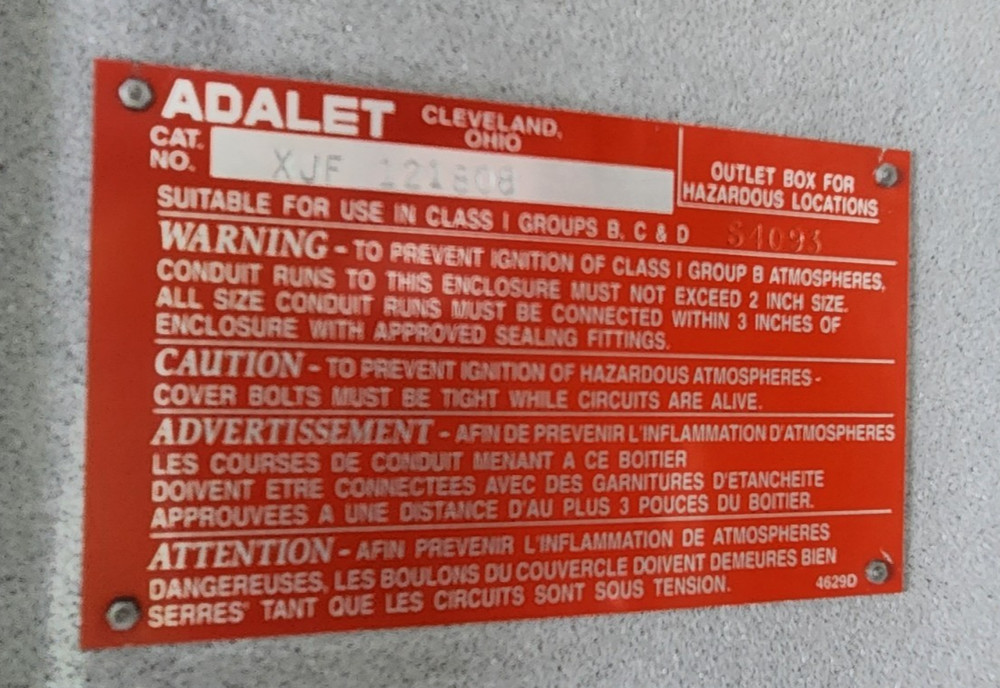 ADALET CLEVELAND,
OHIO
CAT.
NO. XJF 121808
OUTLET BOX FOR
HAZARDOUS LOCATIONS
SUITABLE FOR USE IN CLASS I GROUPS B. C & D 54093
WARNING - TO PREVENT IGNITION OF CLASS I GROUP B ATMOSPHERES,
CONDUIT RUNS TO THIS ENCLOSURE MUST NOT EXCEED 2 INCH SIZE.
ALL SIZE CONDUIT RUNS MUST BE CONNECTED WITHIN 3 INCHES OF
ENCLOSURE WITH APPROVED SEALING FITTINGS.
CAUTION - TO PREVENT IGNITION OF HAZARDOUS ATMOSPHERES -
COVER BOLTS MUST BE TIGHT WHILE CIRCUITS ARE ALIVE.
ADVERTISSEMENT - AFIN DE PREVENIR L'INFLAMMATION D'ATMOSPHERES
LES COURSES DE CONDUIT MENANT A CE BOITIER
DOIVENT ETRE CONNECTEES AVEC DES GARNITURES D'ETANCHEITE
APPROUVEES A UNE DISTANCE D'AU PLUS 3 POUCES DU BOITIER.
ATTENTION - AFIN PREVENIR L'INFLAMMATION DE ATMOSPHERES
DANGEREUSES, LES BOULONS DU COUVERCLE DOIVENT DEMEURES BIEN
SERRES' TANT QUE LES CIRCUITS SONT SOUS TENSION. 4629D